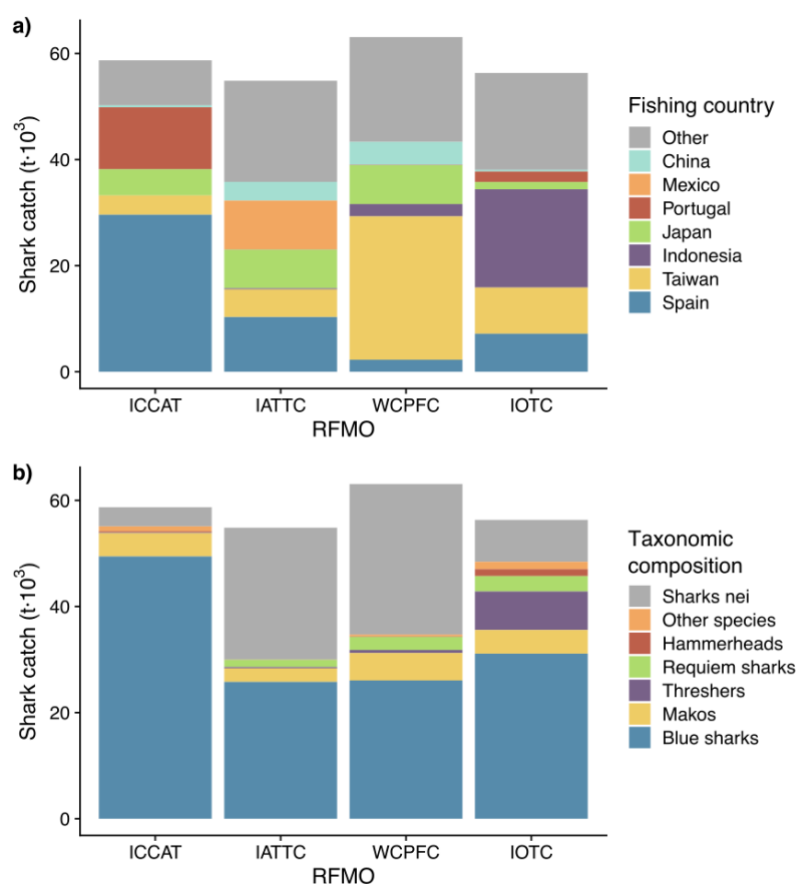 a)
Shark catch (t·10³)
60
40
20
0
ICCAT IATTC WCPFC IOTC
RFMO
Fishing country
Other
China
Mexico
Portugal
Japan
Indonesia
Taiwan
Spain
b)
Shark catch (t·10³)
60
40
20
0
ICCAT IATTC WCPFC IOTC
RFMO
Taxonomic
composition
Sharks nei
Other species
Hammerheads
Requiem sharks
Threshers
Makos
Blue sharks